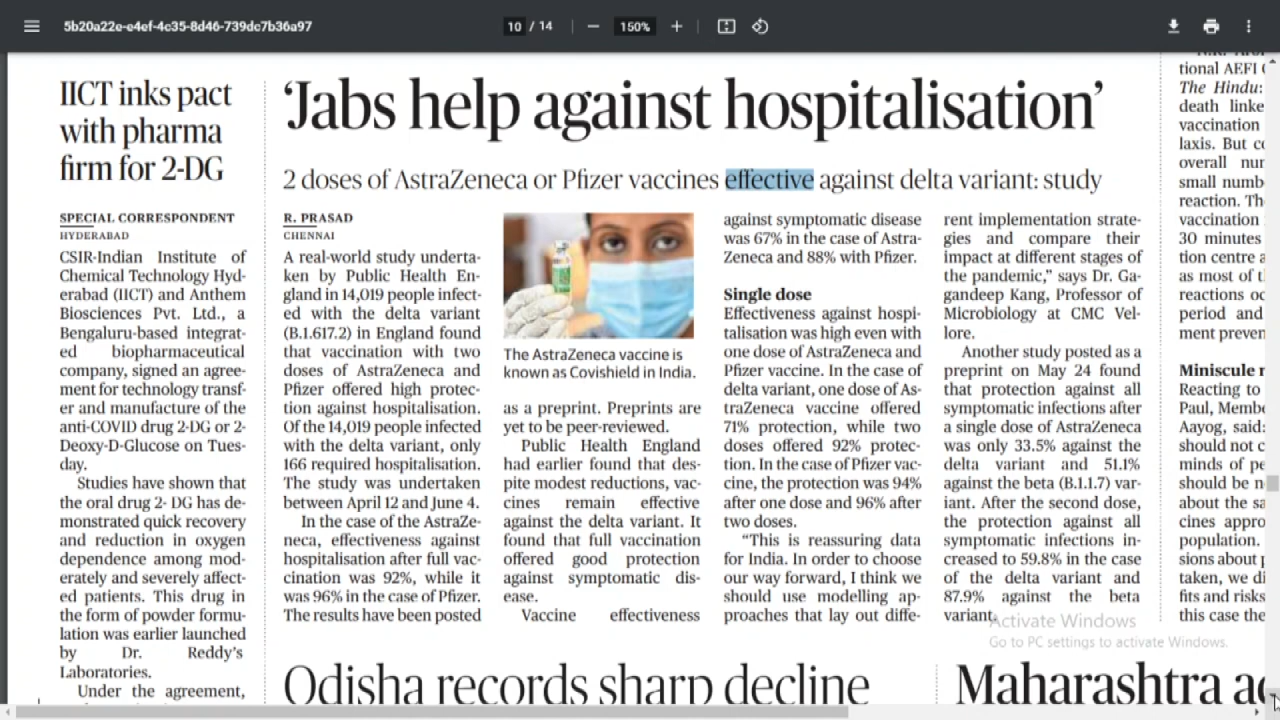 5b20a22e-e4ef-4c35-8d46-739dc7b36a97
10 / 14
150%
IICT inks pact
with pharma
firm for 2-DG
SPECIAL CORRESPONDENT
HYDERABAD
CSIR-Indian Institute of
Chemical Technology Hyd-
erabad (IICT) and Anthem
Biosciences Pvt. Ltd., a
Bengaluru-based integrat-
ed biopharmaceutical
company, signed an agree-
ment for technology transf-
er and manufacture of the
anti-COVID drug 2-DG or 2-
Deoxy-D-Glucose on Tues-
day.
Studies have shown that
the oral drug 2- DG has de-
monstrated quick recovery
and reduction in oxygen
dependence among mod-
erately and severely affect-
ed patients. This drug in
the form of powder formu-
lation was earlier launched
by Dr. Reddy's
Laboratories.
Under the agreement,
'Jabs help against hospitalisation'
2 doses of AstraZeneca or Pfizer vaccines effective against delta variant: study
R. PRASAD
CHENNAI
A real-world study underta-
ken by Public Health En-
gland in 14,019 people infect-
ed with the delta variant
(B.1.617.2) in England found
that vaccination with two
doses of AstraZeneca and
Pfizer offered high protec-
tion against hospitalisation.
Of the 14,019 people infected
with the delta variant, only
166 required hospitalisation.
The study was undertaken
between April 12 and June 4.
In the case of the AstraZe-
neca, effectiveness against
hospitalisation after full vac-
cination was 92%, while it
was 96% in the case of Pfizer.
The results have been posted
The AstraZeneca vaccine is
known as Covishield in India.
as a preprint. Preprints are
yet to be peer-reviewed.
Public Health England
had earlier found that des-
pite modest reductions, vac-
cines remain effective
against the delta variant. It
found that full vaccination
offered good protection
against symptomatic dis-
ease.
Vaccine effectiveness
against symptomatic disease
was 67% in the case of Astra-
Zeneca and 88% with Pfizer.
Single dose
Effectiveness against hospi-
talisation was high even with
one dose of AstraZeneca and
Pfizer vaccine. In the case of
delta variant, one dose of As-
traZeneca vaccine offered
71% protection, while two
doses offered 92% protec-
tion. In the case of Pfizer vac-
cine, the protection was 94%
after one dose and 96% after
two doses.
"This is reassuring data
for India. In order to choose
our way forward, I think we
should use modelling ap-
proaches that lay out diffe-
rent implementation strate-
gies and compare their
impact at different stages of
the pandemic," says Dr. Ga-
gandeep Kang, Professor of
Microbiology at CMC Vel-
lore.
Another study posted as a
preprint on May 24 found
that protection against all
symptomatic infections after
a single dose of AstraZeneca
was only 33.5% against the
delta variant and 51.1%
against the beta (B.1.1.7) var-
iant. After the second dose,
the protection against all
symptomatic infections in-
creased to 59.8% in the case
of the delta variant and
87.9% against the beta
variant.
tional AEFI
The Hindu:
death linke
vaccination
laxis. But
overall
small numb
reaction. Th
vaccination
30 minutes
tion centre a
as most of
reactions oc
period and
ment preven
Miniscule
Reacting to
Paul, Membe
Aayog, said:
should not c
minds of pe
should be n
about the sa
cines appro
population.
sions about
taken, we di
fits and risks
this case the
Activate Windows
Go to PC settings to activate Windows.
Odisha records sharp decline
Maharashtra